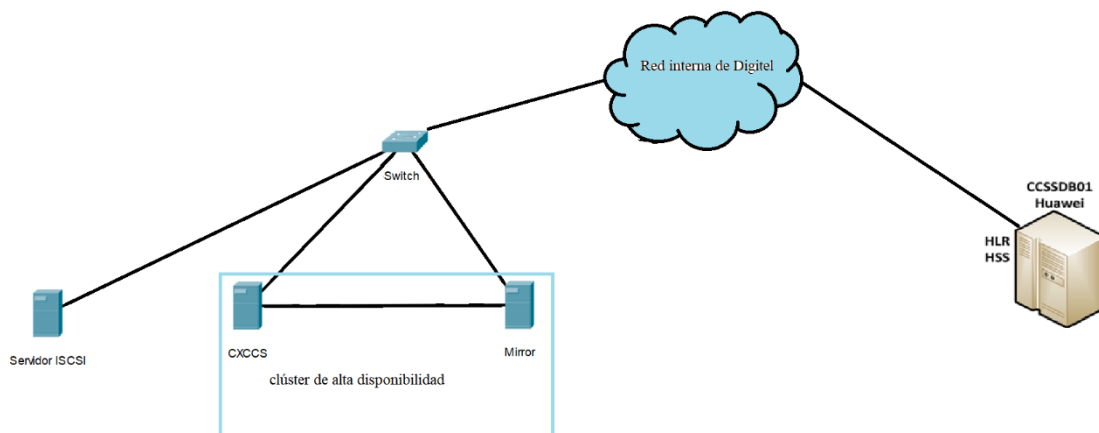 Red interna de Digitel
Switch
CCSSDB01
Huawei
HLR
HSS
Servidor ISCSI
CXCCS
Mirror
clúster de alta disponibilidad